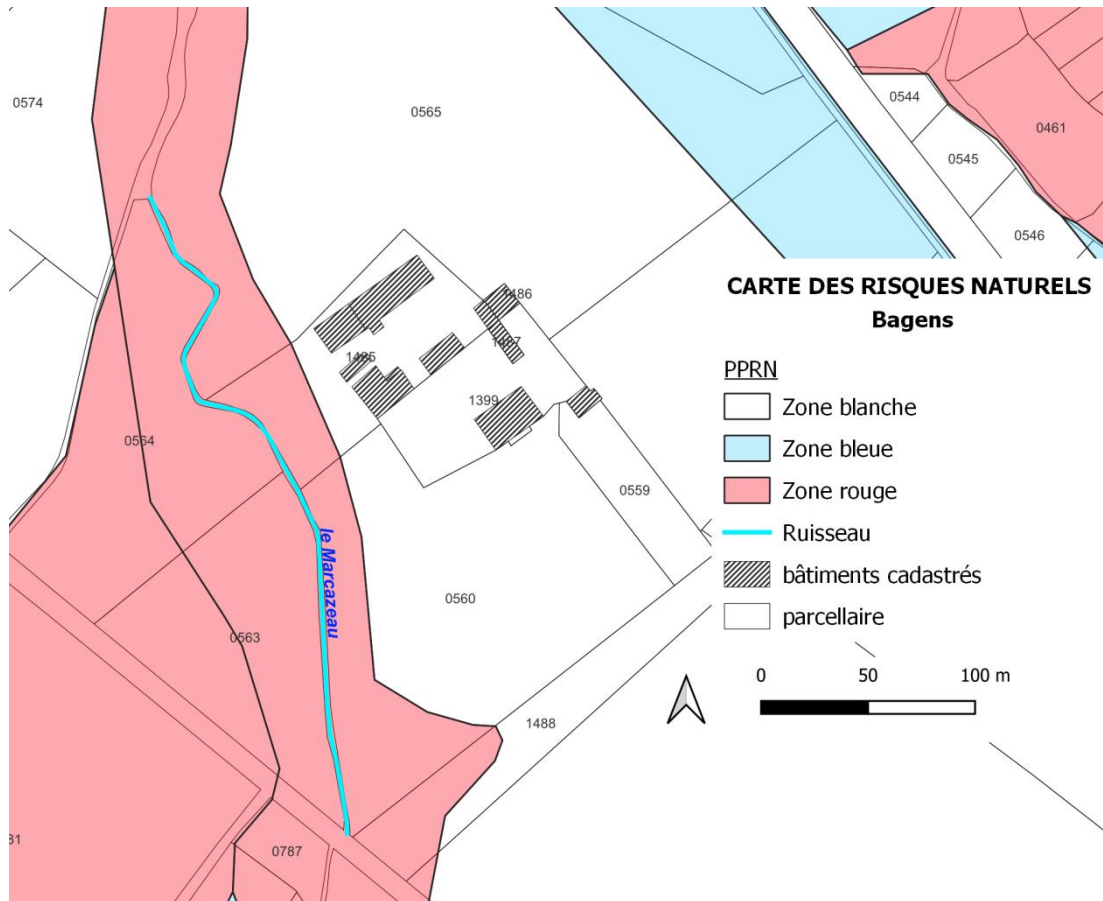 0574
0565
0544
0461
0545
0546
CARTE DES RISQUES NATURELS
Bagens
PPRN
Zone blanche
Zone bleue
Zone rouge
Ruisseau
bâtiments cadastrés
parcellaire
0 50 100 m
1486
1487
1485
1399
0564
0559
le Marcazeau
0560
0563
1488
81
0787